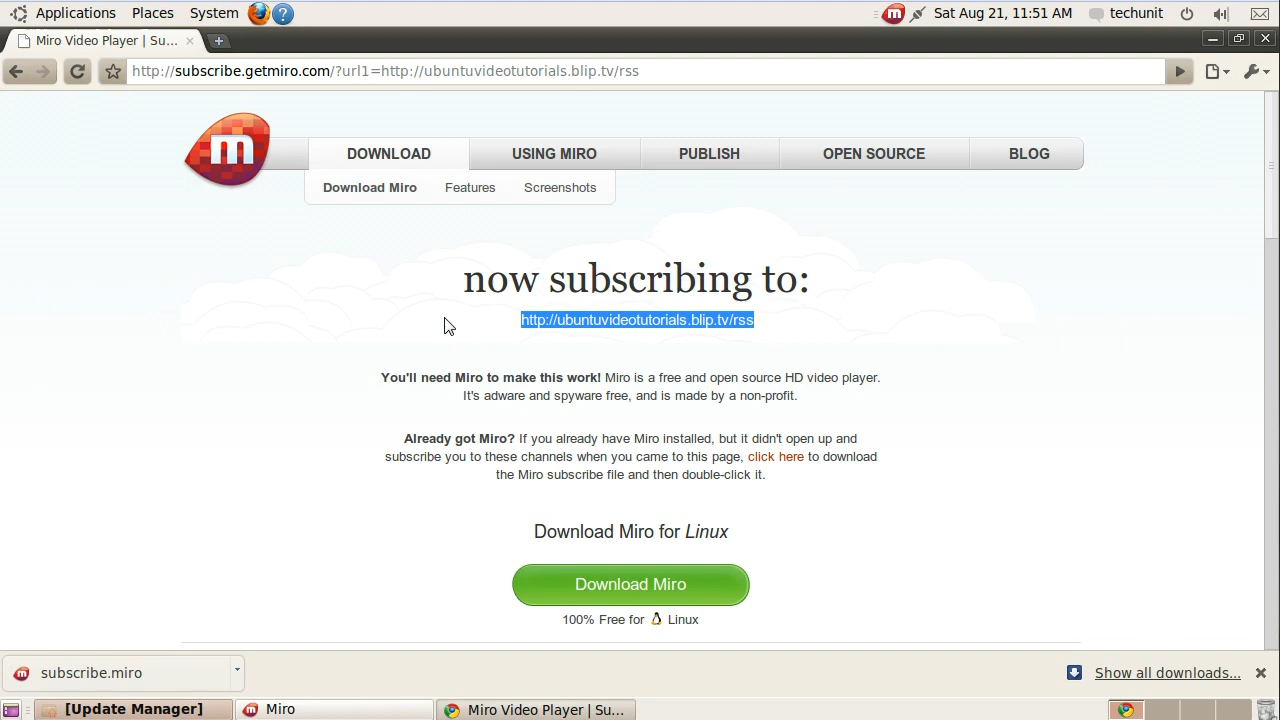 Applications Places System
Sat Aug 21, 11:51 AM techunit
Miro Video Player | Su...
http://subscribe.getmiro.com/?url1=http://ubuntuvideotutorials.blip.tv/rss
m
DOWNLOAD USING MIRO PUBLISH OPEN SOURCE BLOG
Download Miro Features Screenshots
now subscribing to:
http://ubuntuvideotutorials.blip.tv/rss
You'll need Miro to make this work! Miro is a free and open source HD video player.
It's adware and spyware free, and is made by a non-profit.
Already got Miro? If you already have Miro installed, but it didn't open up and
subscribe you to these channels when you came to this page, click here to download
the Miro subscribe file and then double-click it.
Download Miro for Linux
Download Miro
100% Free for Linux
subscribe.miro
Show all downloads...
[Update Manager] Miro Miro Video Player | Su...